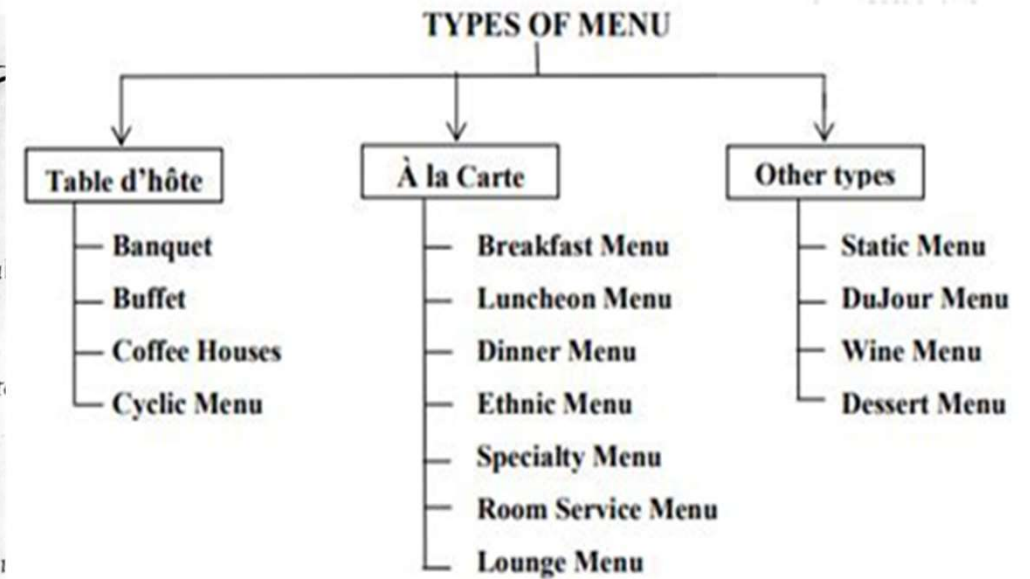 TYPES OF MENU
Table d’hôte
Banquet
Buffet
Coffee Houses
Cyclic Menu
À la Carte
Breakfast Menu
Luncheon Menu
Dinner Menu
Ethnic Menu
Specialty Menu
Room Service Menu
Lounge Menu
Other types
Static Menu
DuJour Menu
Wine Menu
Dessert Menu